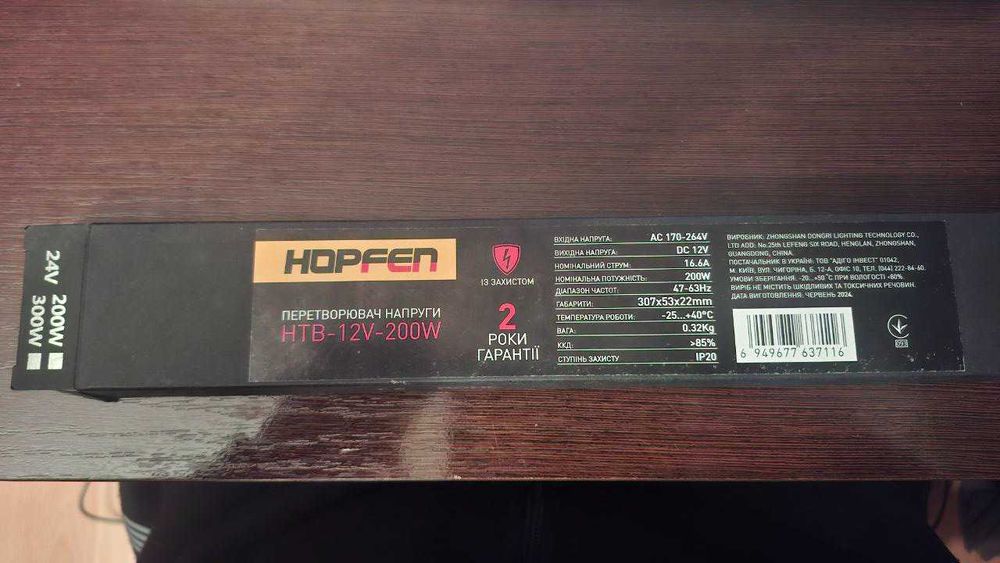 24V 200W
300W
HOPFEN
ПЕРЕТВОРЮВАЧ НАПРУГИ
HTB-12V-200W
ІЗ ЗАХИСТОМ
2
РОКИ
ГАРАНТІЇ
ВХІДНА НАПРУГА: AC 170-264V
ВИХІДНА НАПРУГА: DC 12V
НОМІНАЛЬНИЙ СТРУМ: 16.6A
НОМІНАЛЬНА ПОТУЖНІСТЬ: 200W
ДІАПАЗОН ЧАСТОТ: 47-63Hz
ГАБАРИТИ: 307x53x22mm
ТЕМПЕРАТУРА РОБОТИ: -25...+40°C
ВАГА: 0.32Kg
ККД: >85%
СТУПІНЬ ЗАХИСТУ IP20
ВИРОБНИК: ZHONGSHAN DONGRI LIGHTING TECHNOLOGY CO.,
LTD ADD: No.25th LEFENG SIX ROAD, HENGLAN, ZHONGSHAN,
GUANGDONG, CHINA.
ПОСТАЧАЛЬНИК В УКРАЇНІ: ТОВ "АДІГО ІНВЕСТ" 01042,
М. КИЇВ, ВУЛ. ЧИГОРІНА, Б. 12-А, ОФІС 10, ТЕЛ. (044) 222-84-60.
УМОВИ ЗБЕРІГАННЯ: -20...+50°C ПРИ ВОЛОГОСТІ <80%.
ВИРІБ НЕ МІСТИТЬ ШКІДЛИВИХ ТА ТОКСИЧНИХ РЕЧОВИН.
ДАТА ВИГОТОВЛЕННЯ: ЧЕРВЕНЬ 2024.
6 949677 637116